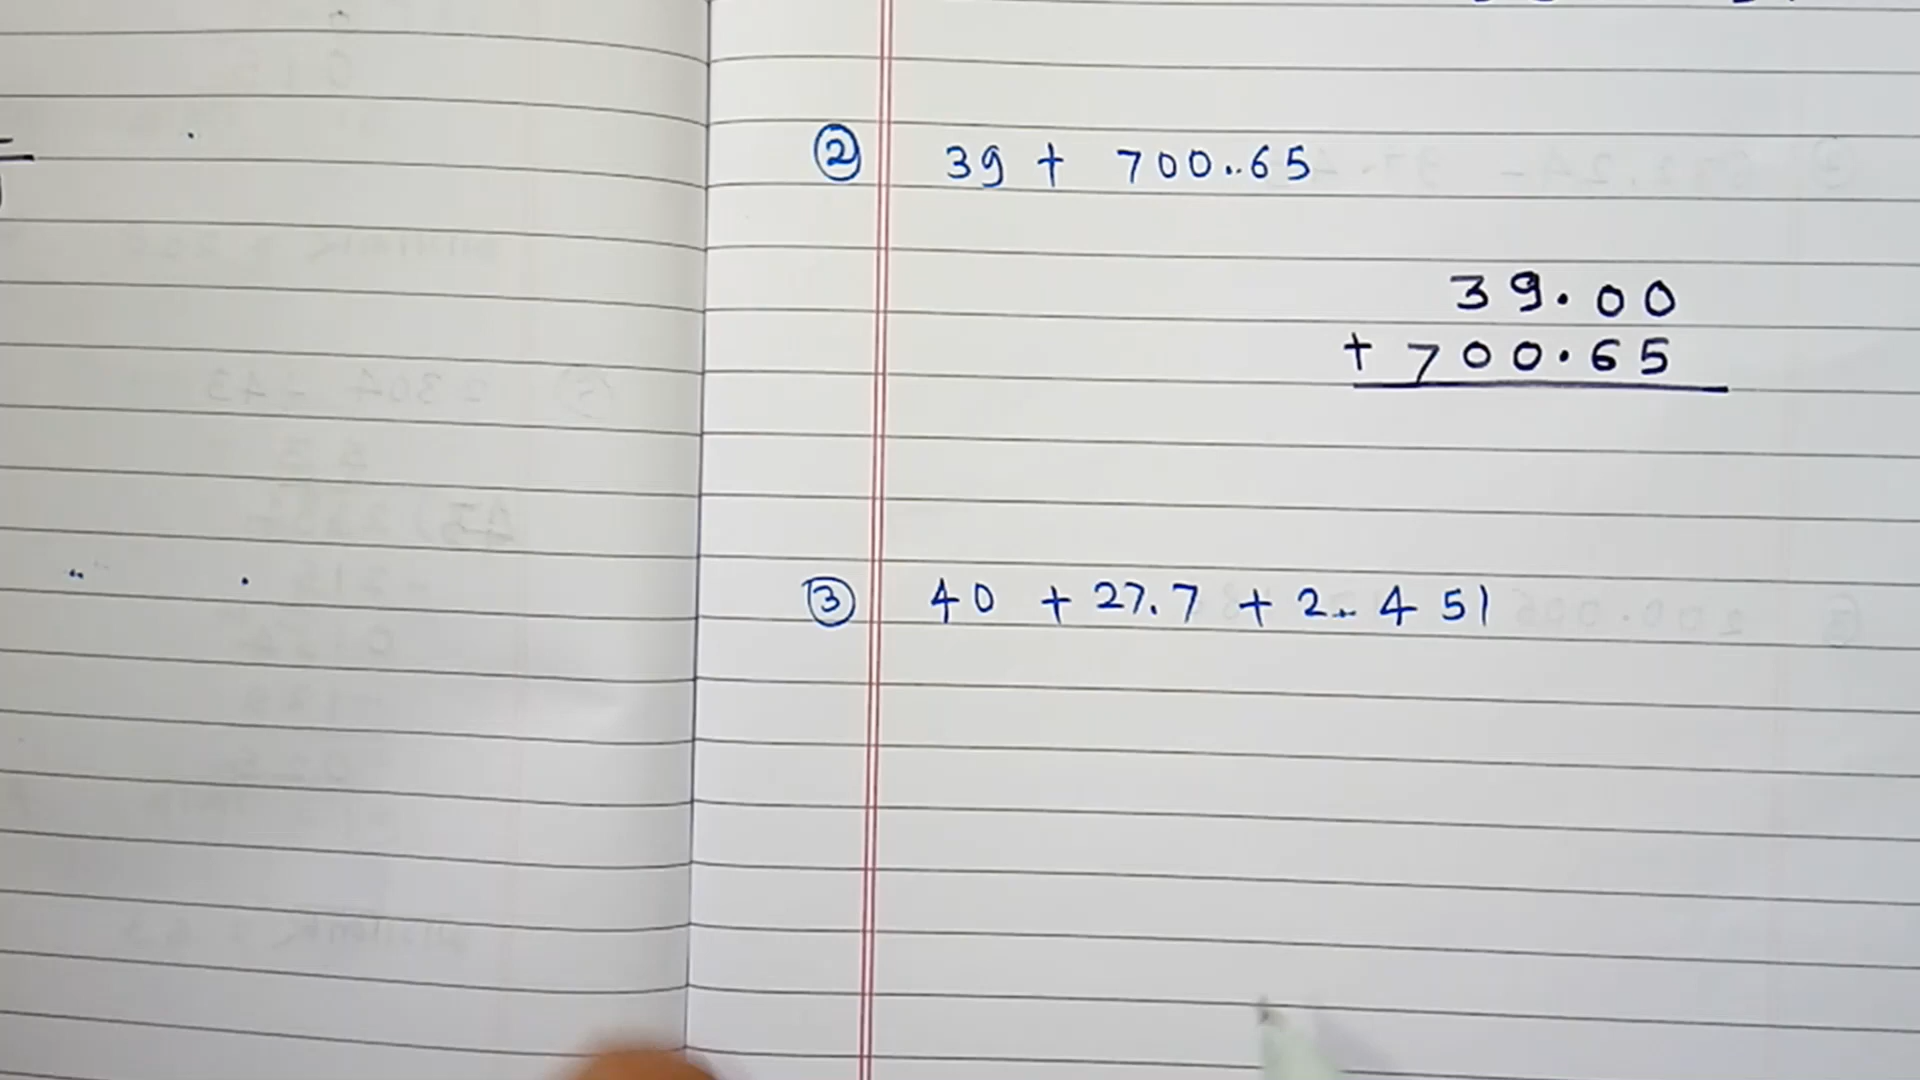 ② 39 + 700.65
39.00
+ 700.65
③ 40 + 27.7 + 2.451